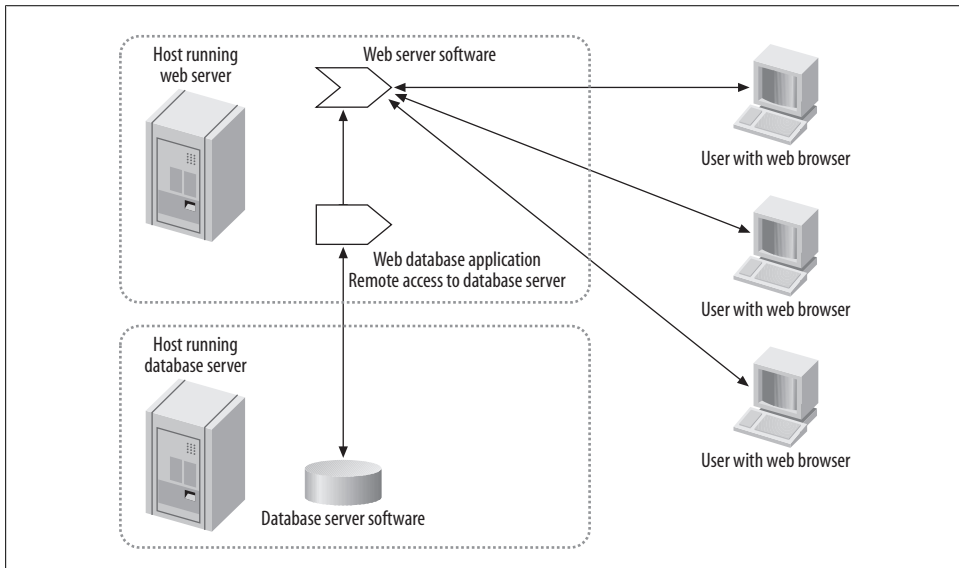 Host running
web server
Web server software
User with web browser
Web database application
Remote access to database server
User with web browser
Host running
database server
User with web browser
Database server software